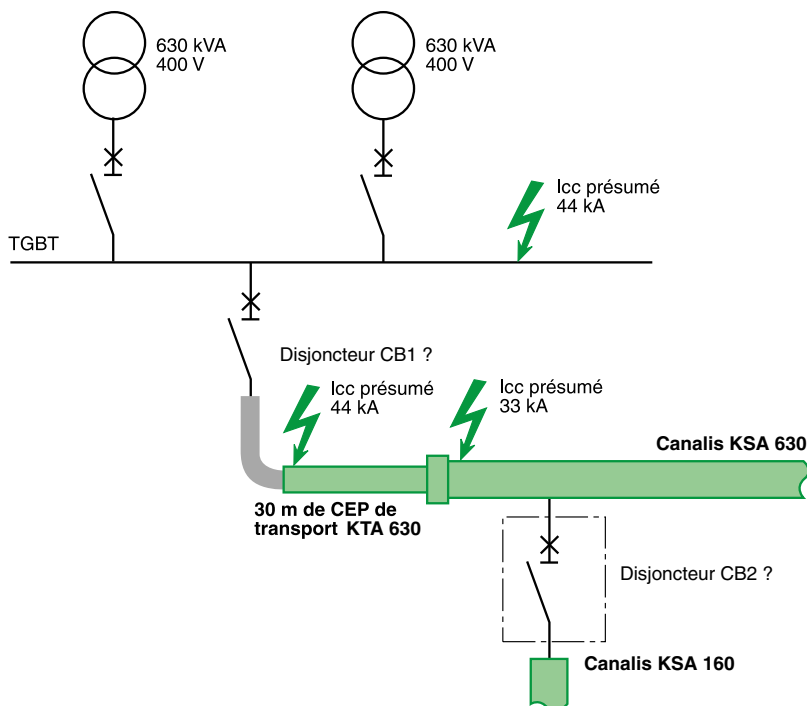 630 kVA
400 V
630 kVA
400 V
Icc présumé
44 kA
TGBT
Disjoncteur CB1 ?
Icc présumé
44 kA
Icc présumé
33 kA
Canalis KSA 630
30 m de CEP de
transport KTA 630
Disjoncteur CB2 ?
Canalis KSA 160